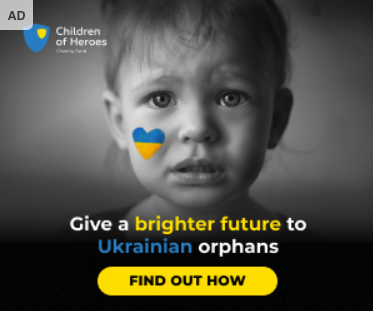 AD
Children
of Heroes
Charity fund
Give a brighter future to
Ukrainian orphans
FIND OUT HOW